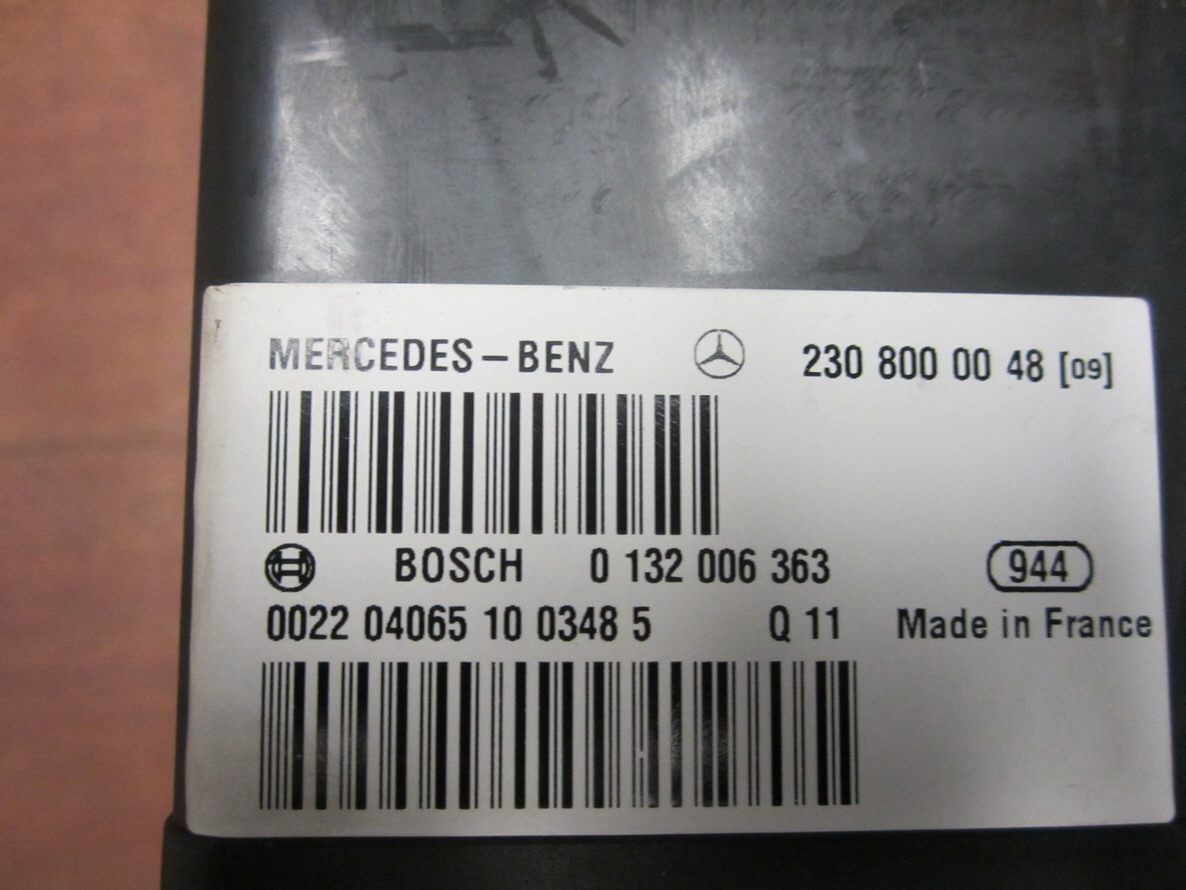 MERCEDES-BENZ 230 800 00 48 [09]
BOSCH 0 132 006 363 944
0022 04065 10 0348 5 Q 11 Made in France